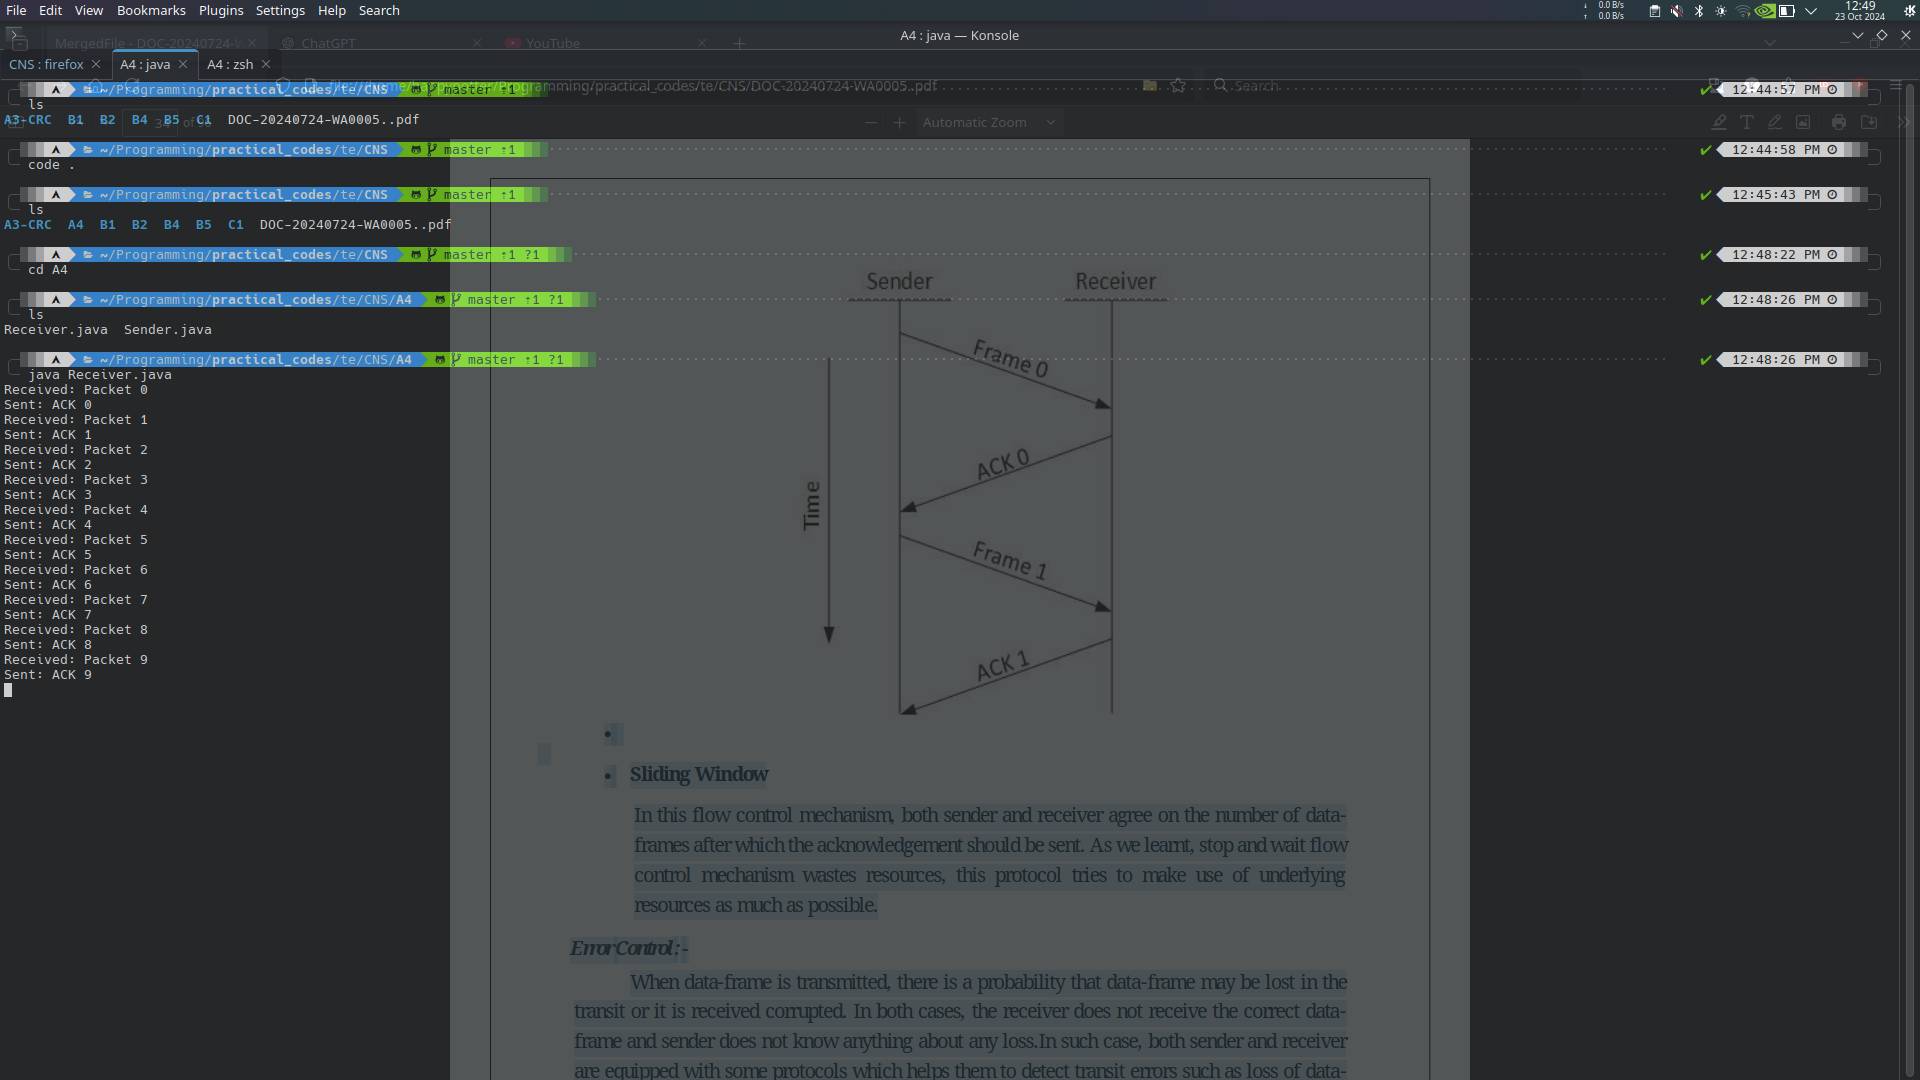 File Edit View Bookmarks Plugins Settings Help Search
0.0 B/s
0.0 B/s
12:49
23 Oct 2024
MergedFile - DOC-20240724-W
ChatGPT
YouTube
A4 : java — Konsole
CNS : firefox
A4 : java
A4 : zsh
~/Programming/practical_codes/te/CNS master ⇡1 12:44:57 PM
/Programming/practical_codes/te/CNS/DOC-20240724-WA0005..pdf
Search
ls
A3-CRC B1 B2 B4 B5 C1 DOC-20240724-WA0005..pdf
Automatic Zoom
~/Programming/practical_codes/te/CNS master ⇡1 12:44:58 PM
code .
~/Programming/practical_codes/te/CNS master ⇡1 12:45:43 PM
ls
A3-CRC A4 B1 B2 B4 B5 C1 DOC-20240724-WA0005..pdf
~/Programming/practical_codes/te/CNS master ⇡1 ?1 12:48:22 PM
cd A4
~/Programming/practical_codes/te/CNS/A4 master ⇡1 ?1 12:48:26 PM
ls
Receiver.java Sender.java
~/Programming/practical_codes/te/CNS/A4 master ⇡1 ?1 12:48:26 PM
java Receiver.java
Received: Packet 0
Sent: ACK 0
Received: Packet 1
Sent: ACK 1
Received: Packet 2
Sent: ACK 2
Received: Packet 3
Sent: ACK 3
Received: Packet 4
Sent: ACK 4
Received: Packet 5
Sent: ACK 5
Received: Packet 6
Sent: ACK 6
Received: Packet 7
Sent: ACK 7
Received: Packet 8
Sent: ACK 8
Received: Packet 9
Sent: ACK 9
Sender Receiver
Frame 0
ACK 0
Time
Frame 1
ACK 1
• 
• Sliding Window
In this flow control mechanism, both sender and receiver agree on the number of data-
frames after which the acknowledgement should be sent. As we learnt, stop and wait flow
control mechanism wastes resources, this protocol tries to make use of underlying
resources as much as possible.
Error Control: -
When data-frame is transmitted, there is a probability that data-frame may be lost in the
transit or it is received corrupted. In both cases, the receiver does not receive the correct data-
frame and sender does not know anything about any loss.In such case, both sender and receiver
are equipped with some protocols which helps them to detect transit errors such as loss of data-